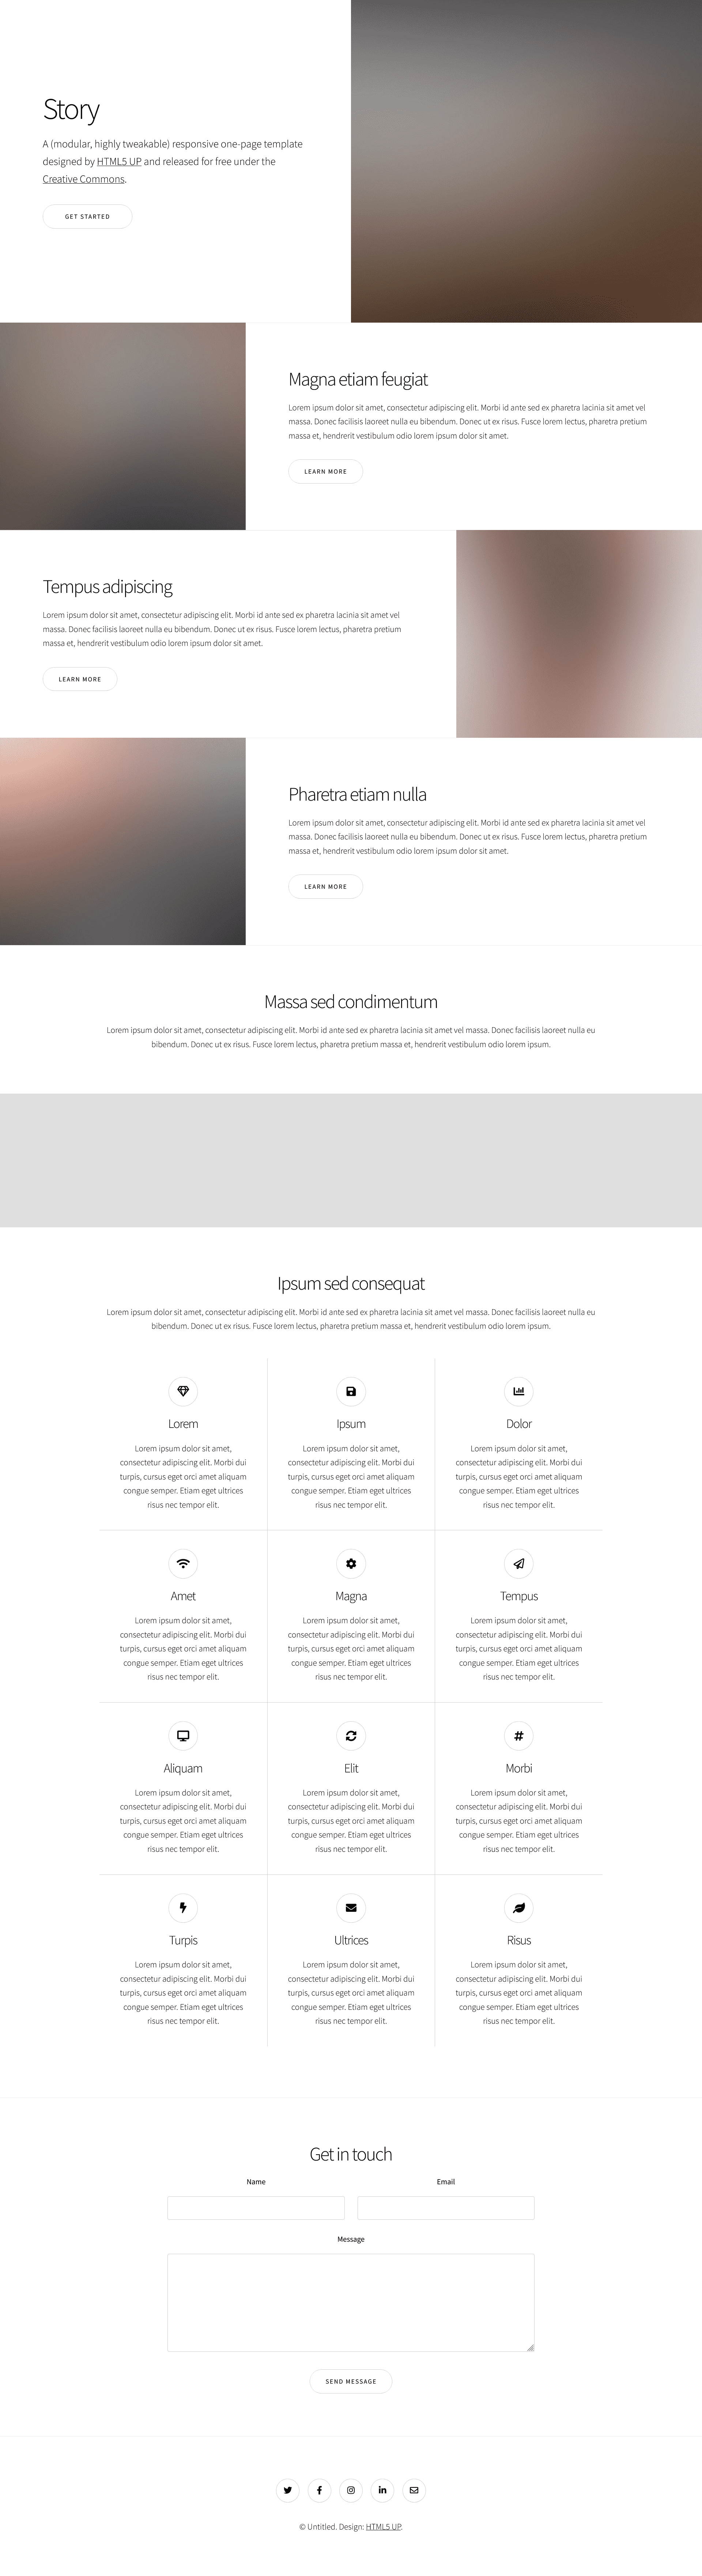 Story
A (modular, highly tweakable) responsive one-page template
designed by HTML5 UP and released for free under the
Creative Commons.
GET STARTED
Magna etiam feugiat
Lorem ipsum dolor sit amet, consectetur adipiscing elit. Morbi id ante sed ex pharetra lacinia sit amet vel
massa. Donec facilisis laoreet nulla eu bibendum. Donec ut ex risus. Fusce lorem lectus, pharetra pretium
massa et, hendrerit vestibulum odio lorem ipsum dolor sit amet.
LEARN MORE
Tempus adipiscing
Lorem ipsum dolor sit amet, consectetur adipiscing elit. Morbi id ante sed ex pharetra lacinia sit amet vel
massa. Donec facilisis laoreet nulla eu bibendum. Donec ut ex risus. Fusce lorem lectus, pharetra pretium
massa et, hendrerit vestibulum odio lorem ipsum dolor sit amet.
LEARN MORE
Pharetra etiam nulla
Lorem ipsum dolor sit amet, consectetur adipiscing elit. Morbi id ante sed ex pharetra lacinia sit amet vel
massa. Donec facilisis laoreet nulla eu bibendum. Donec ut ex risus. Fusce lorem lectus, pharetra pretium
massa et, hendrerit vestibulum odio lorem ipsum dolor sit amet.
LEARN MORE
Massa sed condimentum
Lorem ipsum dolor sit amet, consectetur adipiscing elit. Morbi id ante sed ex pharetra lacinia sit amet vel massa. Donec facilisis laoreet nulla eu
bibendum. Donec ut ex risus. Fusce lorem lectus, pharetra pretium massa et, hendrerit vestibulum odio lorem ipsum.
Ipsum sed consequat
Lorem ipsum dolor sit amet, consectetur adipiscing elit. Morbi id ante sed ex pharetra lacinia sit amet vel massa. Donec facilisis laoreet nulla eu
bibendum. Donec ut ex risus. Fusce lorem lectus, pharetra pretium massa et, hendrerit vestibulum odio lorem ipsum.
Lorem
Lorem ipsum dolor sit amet,
consectetur adipiscing elit. Morbi dui
turpis, cursus eget orci amet aliquam
congue semper. Etiam eget ultrices
risus nec tempor elit.
Ipsum
Lorem ipsum dolor sit amet,
consectetur adipiscing elit. Morbi dui
turpis, cursus eget orci amet aliquam
congue semper. Etiam eget ultrices
risus nec tempor elit.
Dolor
Lorem ipsum dolor sit amet,
consectetur adipiscing elit. Morbi dui
turpis, cursus eget orci amet aliquam
congue semper. Etiam eget ultrices
risus nec tempor elit.
Amet
Lorem ipsum dolor sit amet,
consectetur adipiscing elit. Morbi dui
turpis, cursus eget orci amet aliquam
congue semper. Etiam eget ultrices
risus nec tempor elit.
Magna
Lorem ipsum dolor sit amet,
consectetur adipiscing elit. Morbi dui
turpis, cursus eget orci amet aliquam
congue semper. Etiam eget ultrices
risus nec tempor elit.
Tempus
Lorem ipsum dolor sit amet,
consectetur adipiscing elit. Morbi dui
turpis, cursus eget orci amet aliquam
congue semper. Etiam eget ultrices
risus nec tempor elit.
Aliquam
Lorem ipsum dolor sit amet,
consectetur adipiscing elit. Morbi dui
turpis, cursus eget orci amet aliquam
congue semper. Etiam eget ultrices
risus nec tempor elit.
Elit
Lorem ipsum dolor sit amet,
consectetur adipiscing elit. Morbi dui
turpis, cursus eget orci amet aliquam
congue semper. Etiam eget ultrices
risus nec tempor elit.
Morbi
Lorem ipsum dolor sit amet,
consectetur adipiscing elit. Morbi dui
turpis, cursus eget orci amet aliquam
congue semper. Etiam eget ultrices
risus nec tempor elit.
Turpis
Lorem ipsum dolor sit amet,
consectetur adipiscing elit. Morbi dui
turpis, cursus eget orci amet aliquam
congue semper. Etiam eget ultrices
risus nec tempor elit.
Ultrices
Lorem ipsum dolor sit amet,
consectetur adipiscing elit. Morbi dui
turpis, cursus eget orci amet aliquam
congue semper. Etiam eget ultrices
risus nec tempor elit.
Risus
Lorem ipsum dolor sit amet,
consectetur adipiscing elit. Morbi dui
turpis, cursus eget orci amet aliquam
congue semper. Etiam eget ultrices
risus nec tempor elit.
Get in touch
Name
Email
Message
SEND MESSAGE
© Untitled. Design: HTML5 UP.